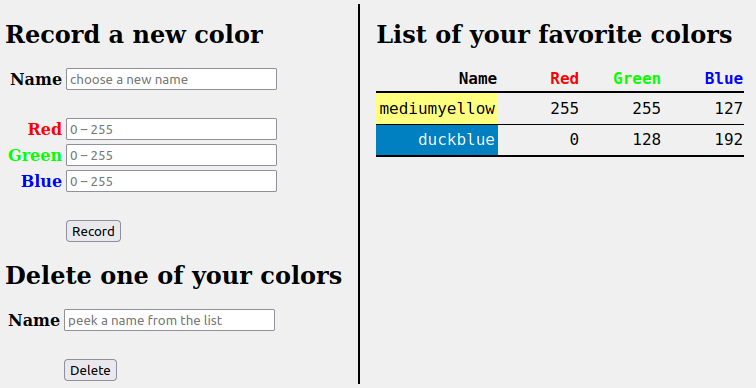 Record a new color
Name choose a new name
Red 0 – 255
Green 0 – 255
Blue 0 – 255
Record
Delete one of your colors
Name peek a name from the list
Delete
List of your favorite colors
Name Red Green Blue
mediumyellow 255 255 127
duckblue 0 128 192